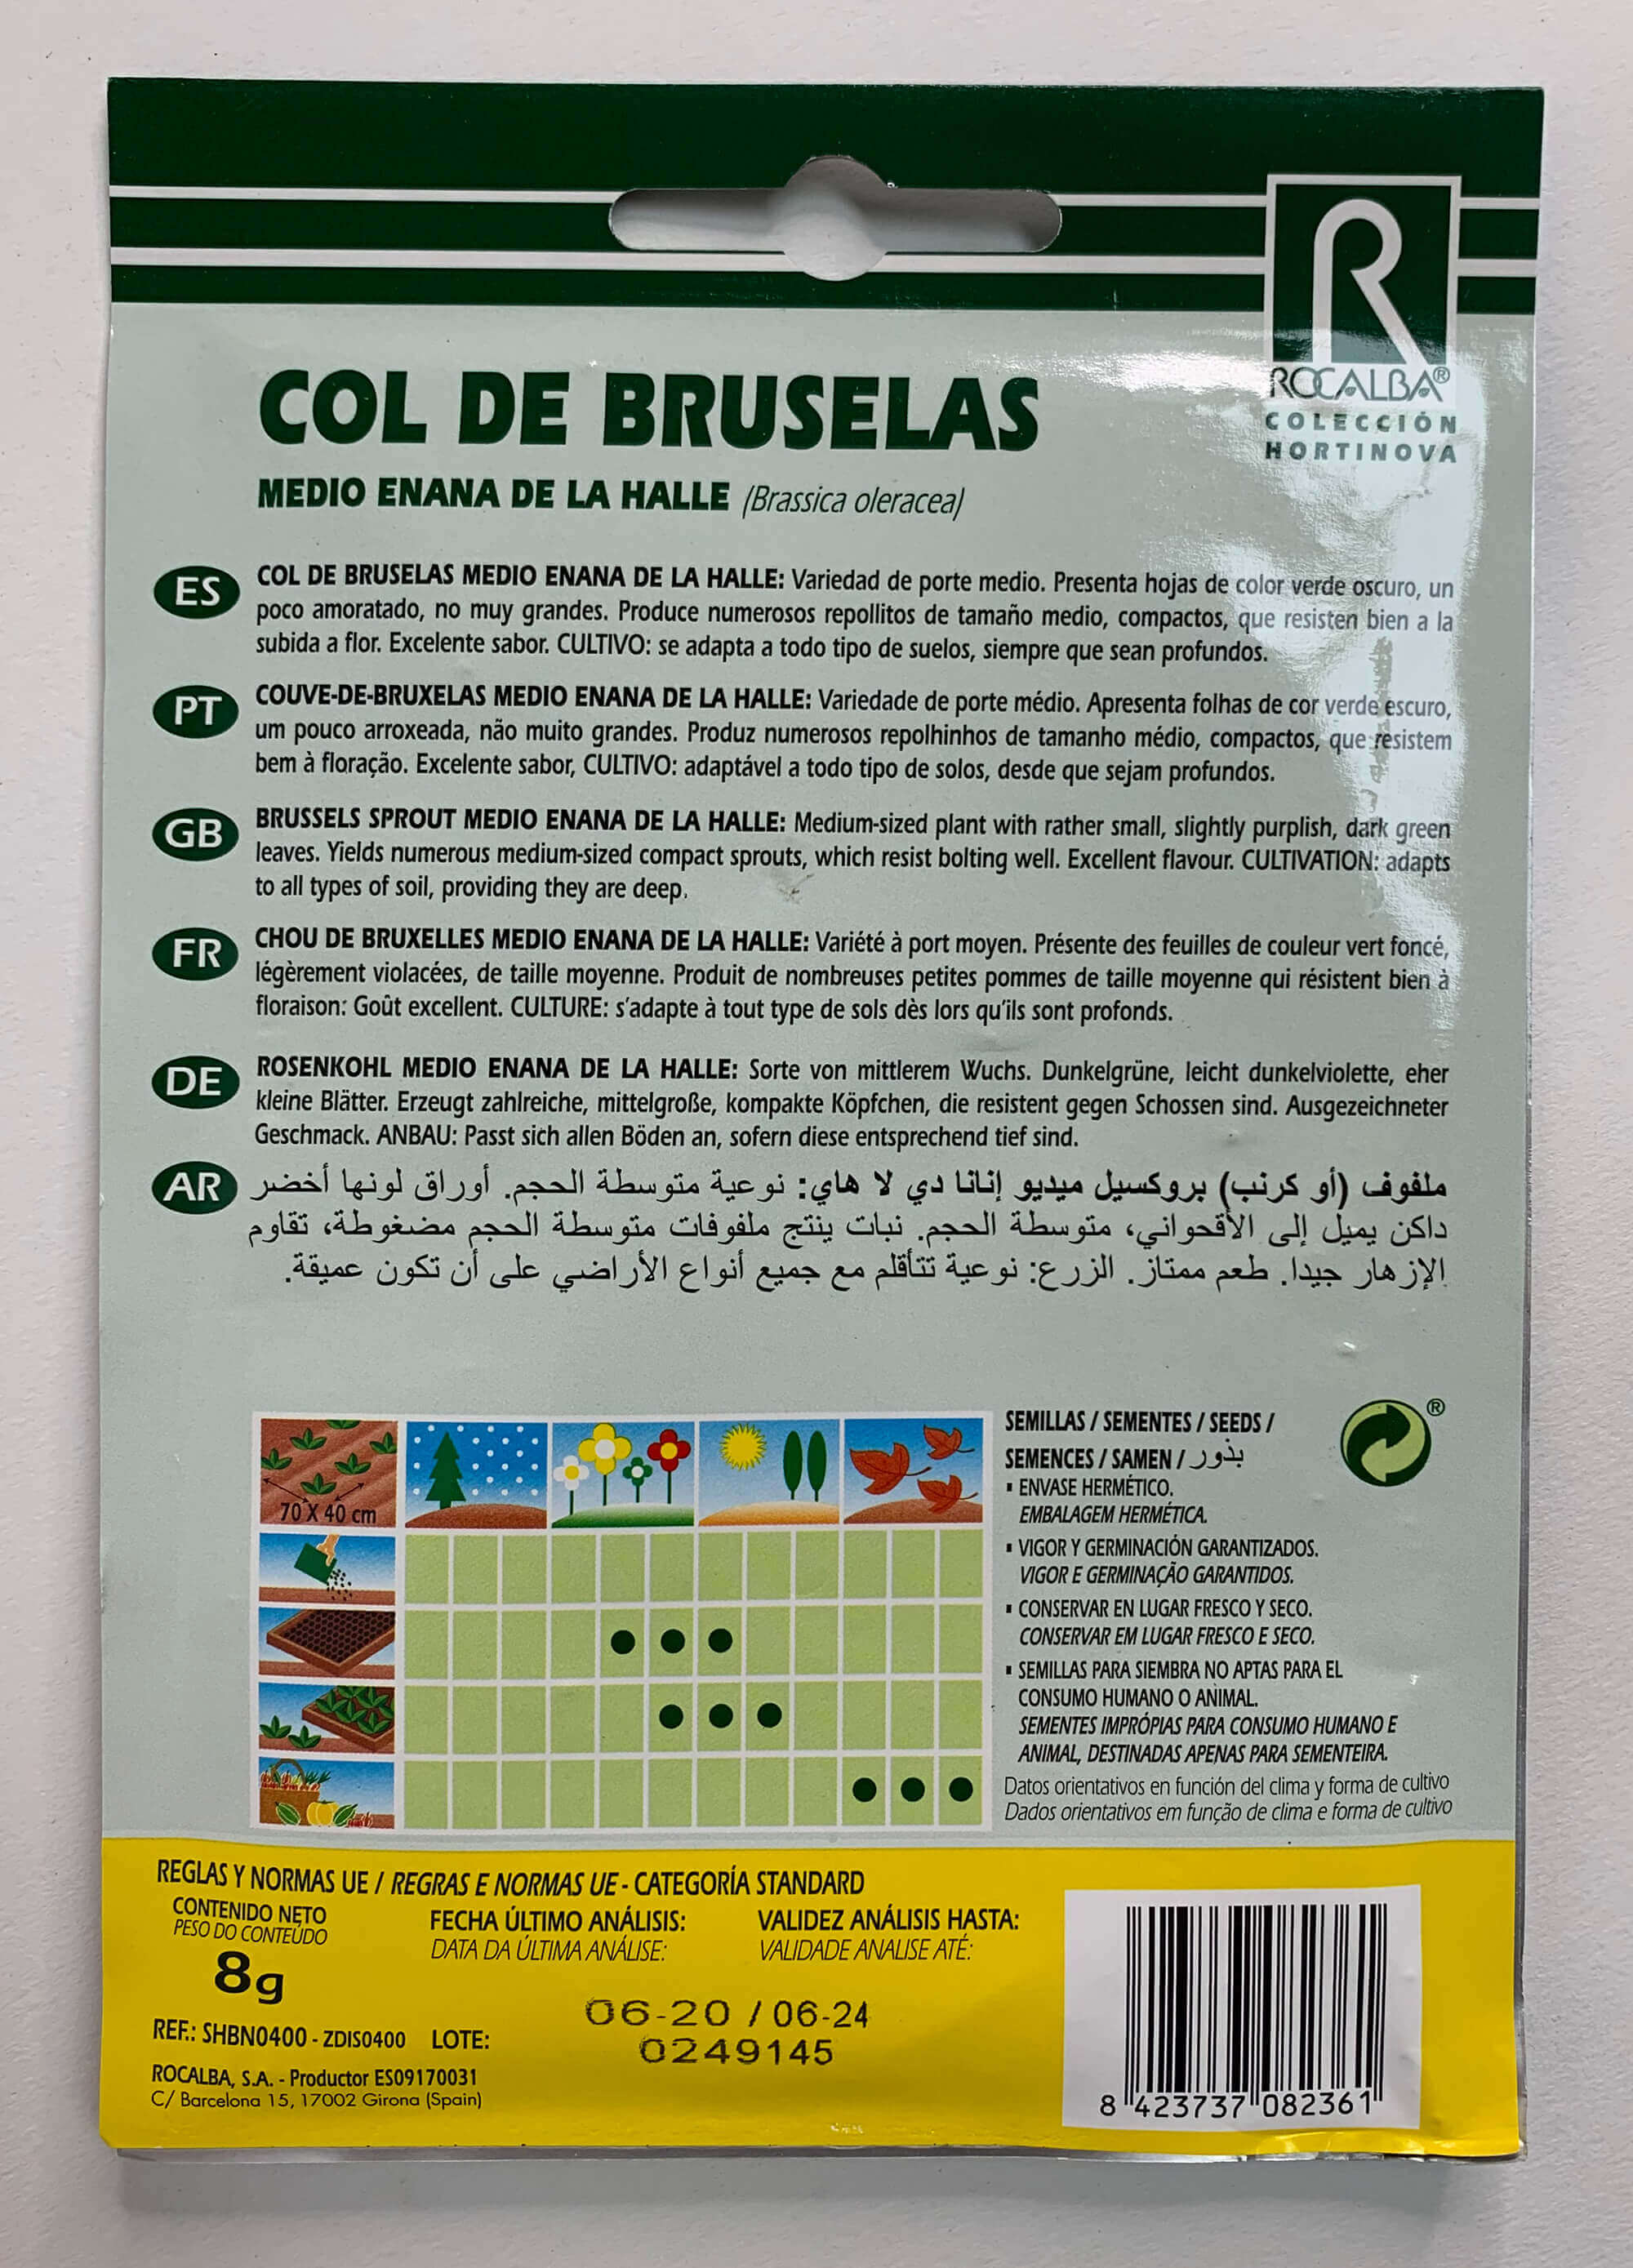 R
ROCALBA®
COLECCIÓN
HORTINOVA
COL DE BRUSELAS
MEDIO ENANA DE LA HALLE (Brassica oleracea)
ES
COL DE BRUSELAS MEDIO ENANA DE LA HALLE: Variedad de porte medio. Presenta hojas de color verde oscuro, un
poco amoratado, no muy grandes. Produce numerosos repollitos de tamaño medio, compactos, que resisten bien a la
subida a flor. Excelente sabor. CULTIVO: se adapta a todo tipo de suelos, siempre que sean profundos.
PT
COUVE-DE-BRUXELAS MEDIO ENANA DE LA HALLE: Variedade de porte médio. Apresenta folhas de cor verde escuro,
um pouco arroxeada, não muito grandes. Produz numerosos repolhinhos de tamanho médio, compactos, que resistem
bem à floração. Excelente sabor, CULTIVO: adaptável a todo tipo de solos, desde que sejam profundos.
GB
BRUSSELS SPROUT MEDIO ENANA DE LA HALLE: Medium-sized plant with rather small, slightly purplish, dark green
leaves. Yields numerous medium-sized compact sprouts, which resist bolting well. Excellent flavour. CULTIVATION: adapts
to all types of soil, providing they are deep.
FR
CHOU DE BRUXELLES MEDIO ENANA DE LA HALLE: Variété à port moyen. Présente des feuilles de couleur vert foncé,
légèrement violacées, de taille moyenne. Produit de nombreuses petites pommes de taille moyenne qui résistent bien à
floraison: Goût excellent. CULTURE: s'adapte à tout type de sols dès lors qu'ils sont profonds.
DE
ROSENKOHL MEDIO ENANA DE LA HALLE: Sorte von mittlerem Wuchs. Dunkelgrüne, leicht dunkelviolette, eher
kleine Blätter. Erzeugt zahlreiche, mittelgroße, kompakte Köpfchen, die resistent gegen Schossen sind. Ausgezeichneter
Geschmack. ANBAU: Passt sich allen Böden an, sofern diese entsprechend tief sind.
AR
ملفوف (أو كرنب) بروكسيل ميديو إنانا دي لا هاي: نوعية متوسطة الحجم. أوراق لونها أخضر
داكن يميل إلى الأقحواني، متوسطة الحجم. نبات ينتج ملفوفات متوسطة الحجم مضغوطة، تقاوم
الإزهار جيدا. طعم ممتاز. الزرع: نوعية تتأقلم مع جميع أنواع الأراضي على أن تكون عميقة.
70 X 40 cm
SEMILLAS / SEMENTES / SEEDS /
SEMENCES / SAMEN / بذور
®
▪ ENVASE HERMÉTICO.
EMBALAGEM HERMÉTICA.
▪ VIGOR Y GERMINACIÓN GARANTIZADOS.
VIGOR E GERMINAÇÃO GARANTIDOS.
▪ CONSERVAR EN LUGAR FRESCO Y SECO.
CONSERVAR EM LUGAR FRESCO E SECO.
▪ SEMILLAS PARA SIEMBRA NO APTAS PARA EL
CONSUMO HUMANO O ANIMAL.
SEMENTES IMPRÓPIAS PARA CONSUMO HUMANO E
ANIMAL, DESTINADAS APENAS PARA SEMENTEIRA.
Datos orientativos en función del clima y forma de cultivo
Dados orientativos em função de clima e forma de cultivo
REGLAS Y NORMAS UE / REGRAS E NORMAS UE - CATEGORÍA STANDARD
CONTENIDO NETO
PESO DO CONTEÚDO
8g
FECHA ÚLTIMO ANÁLISIS:
DATA DA ÚLTIMA ANÁLISE:
VALIDEZ ANÁLISIS HASTA:
VALIDADE ANALISE ATÉ:
06-20 / 06-24
REF.: SHBN0400 - ZDIS0400 LOTE:
0249145
ROCALBA, S.A. - Productor ES09170031
C/ Barcelona 15, 17002 Girona (Spain)
8 423737 082361